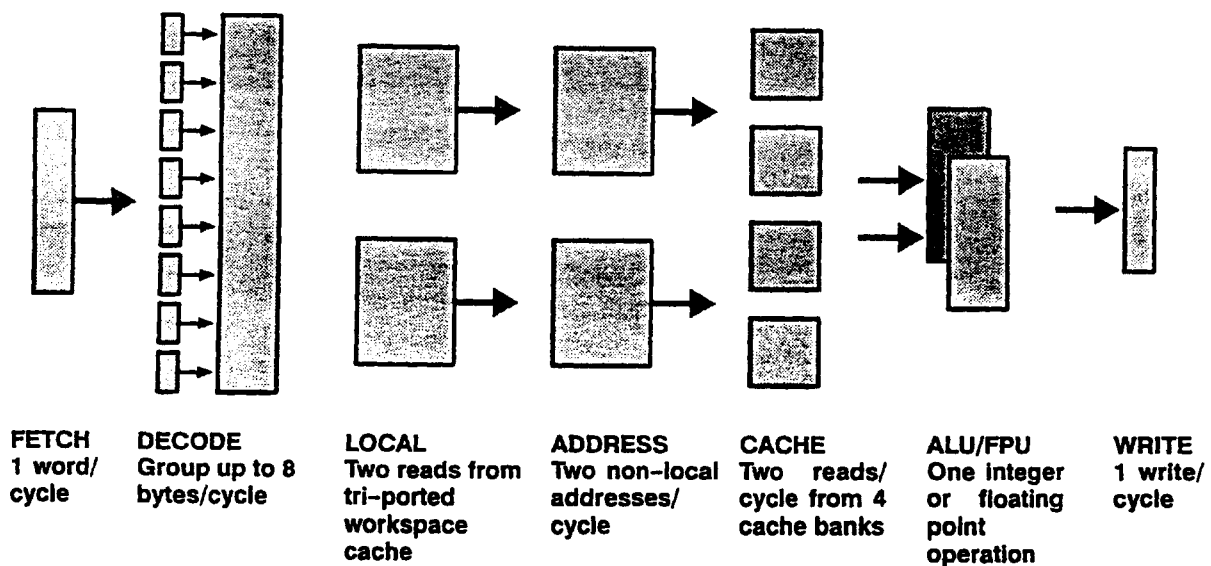 FETCH
1 word/
cycle
DECODE
Group up to 8
bytes/cycle
LOCAL
Two reads from
tri-ported
workspace
cache
ADDRESS
Two non-local
addresses/
cycle
CACHE
Two reads/
cycle from 4
cache banks
ALU/FPU
One integer
or floating
point
operation
WRITE
1 write/
cycle